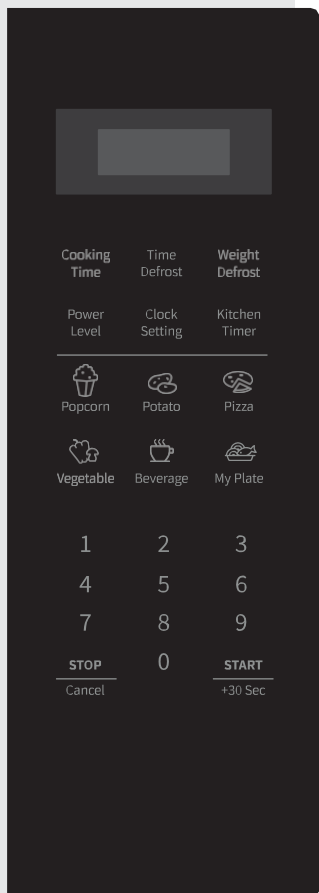 Cooking Time Weight
Time Defrost Defrost
Power Clock Kitchen
Level Setting Timer
Popcorn Potato Pizza
Vegetable Beverage My Plate
1 2 3
4 5 6
7 8 9
STOP 0 START
Cancel +30 Sec